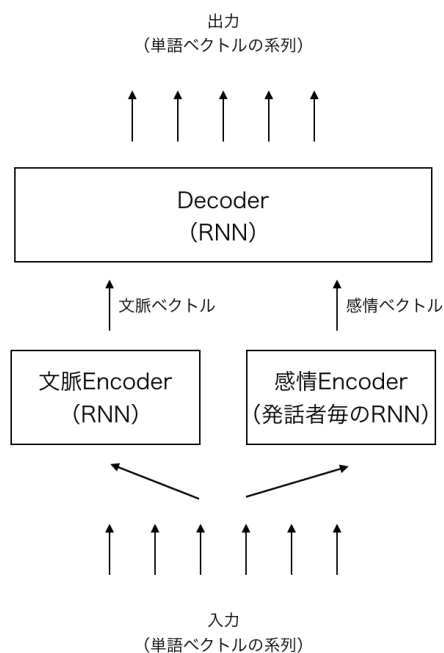 出力
（単語ベクトルの系列）
Decoder
（RNN）
文脈ベクトル
感情ベクトル
文脈Encoder
（RNN）
感情Encoder
（発話者毎のRNN）
入力
（単語ベクトルの系列）